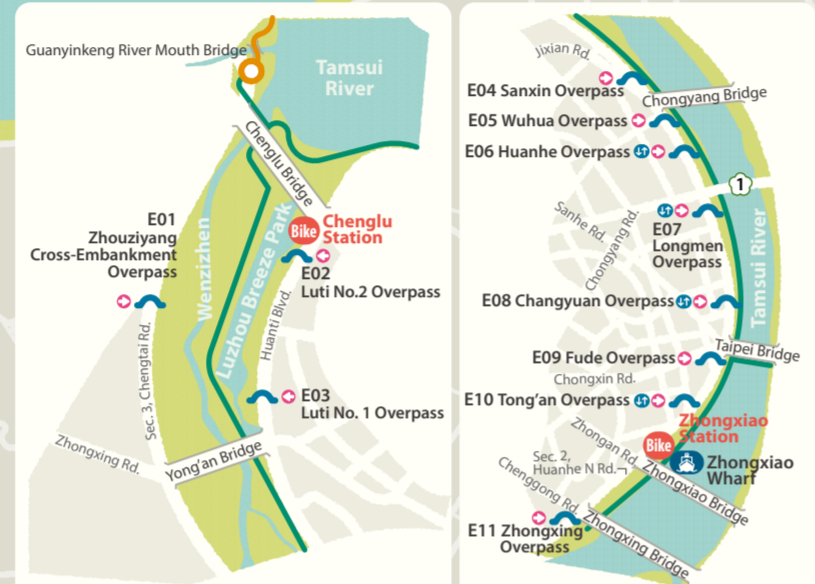 Guanyinkeng River Mouth Bridge
Tamsui
River
Chenglu Bridge
E01
Zhouziyang
Cross-Embankment
Overpass
Wenzizhen
Luzhou Breeze Park
Bike
Chenglu
Station
E02
Luti No.2 Overpass
Huanti Blvd.
Sec. 3, Chengtai Rd.
E03
Luti No. 1 Overpass
Zhongxing Rd.
Yong'an Bridge
Jixian Rd.
E04 Sanxin Overpass
Chongyang Bridge
E05 Wuhua Overpass
E06 Huanhe Overpass
1
Sanhe Rd.
Chongyang Rd.
E07
Longmen
Overpass
Tamsui River
E08 Changyuan Overpass
Taipei Bridge
E09 Fude Overpass
Chongxin Rd.
E10 Tong'an Overpass
Zhongxiao
Station
Bike
Zhongan Rd.
Sec. 2,
Huanhe N Rd.
Zhongxiao
Wharf
Chenggong Rd.
Zhongxiao Bridge
E11 Zhongxing
Overpass
Zhongxing Bridge